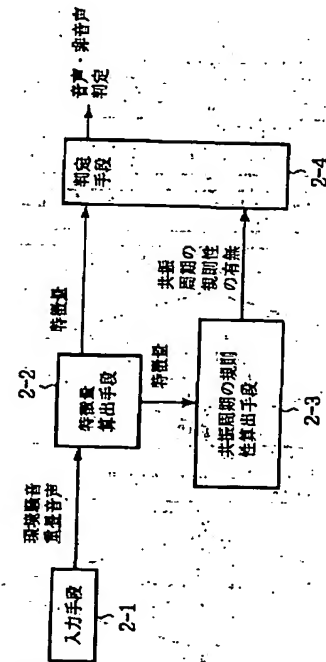 入力手段
2-1
環境騒音
重畳音声
2-2
特徴量
算出手段
特徴量
特徴量
共振周期の規則
性算出手段
2-3
共振
周期の
規則性
の有無
判定
手段
2-4
音声・非音声
判定